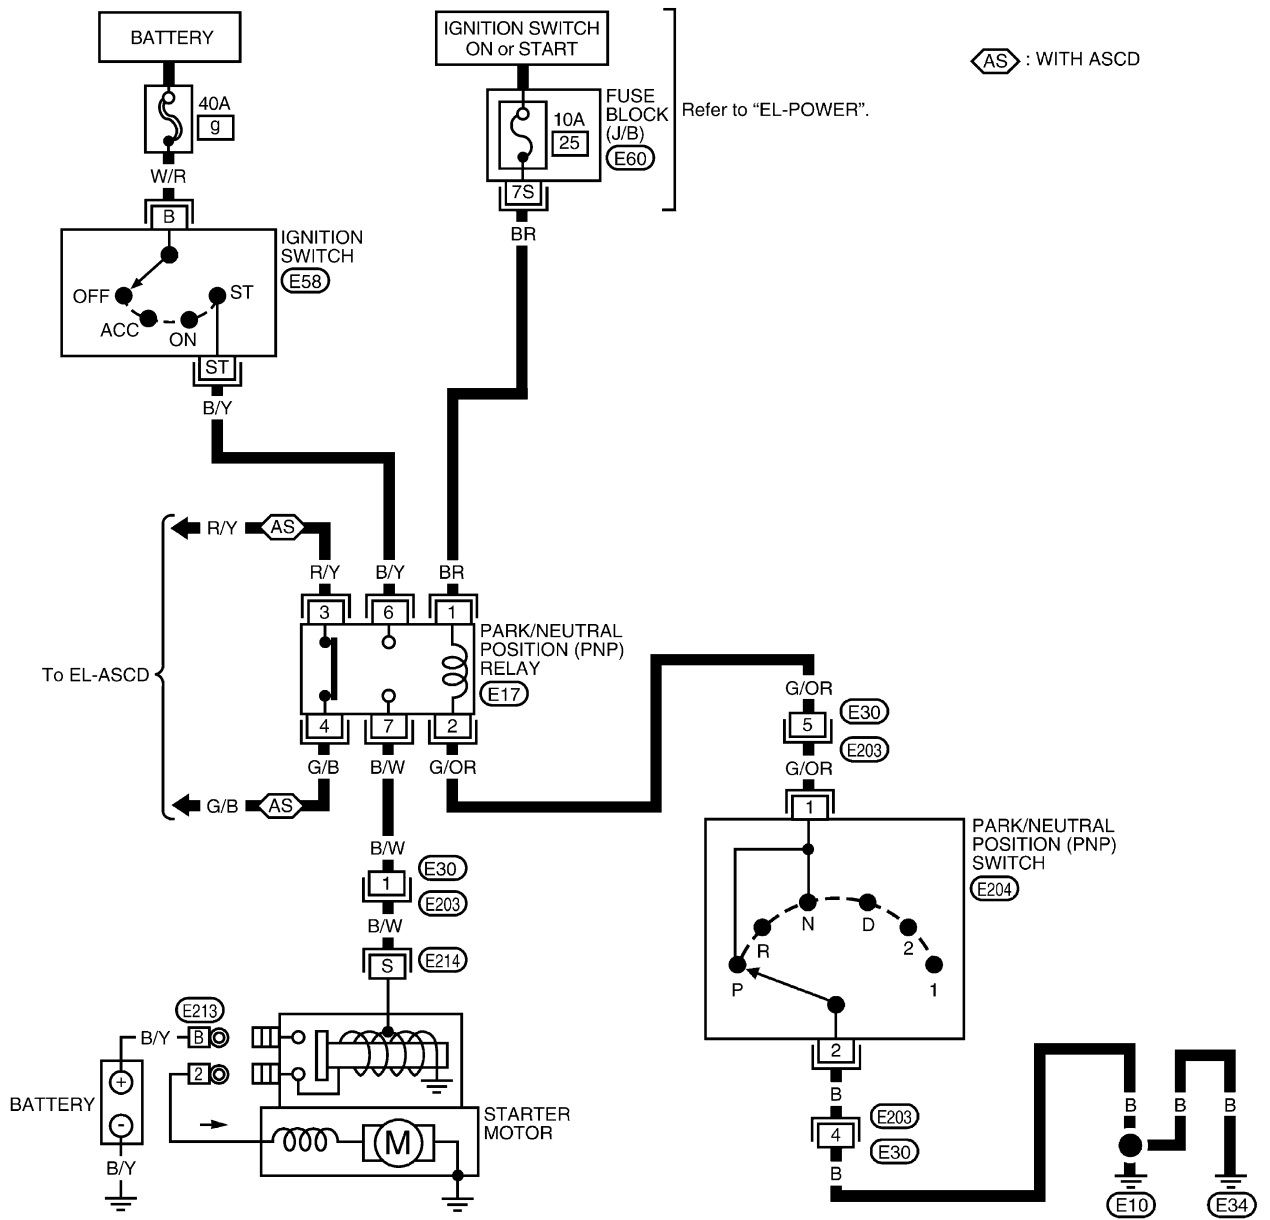 BATTERY
IGNITION SWITCH
ON or START
AS : WITH ASCD
40A
g
10A
25
FUSE
BLOCK
(J/B)
E60
Refer to “EL-POWER”.
W/R
7S
B
BR
IGNITION
SWITCH
E58
OFF
ST
ACC
ON
ST
B/Y
R/Y
AS
R/Y
B/Y
BR
3
6
1
PARK/NEUTRAL
POSITION (PNP)
RELAY
E17
To EL-ASCD
4
7
2
G/B
B/W
G/OR
G/B
AS
G/OR
5
E30
E203
G/OR
1
PARK/NEUTRAL
POSITION (PNP)
SWITCH
E204
B/W
1
E30
E203
B/W
S
E214
N
D
R
2
P
1
2
E213
B/Y
B
2
BATTERY
+
-
B/Y
M
STARTER
MOTOR
B
4
E203
E30
B
B
B
B
E10
E34